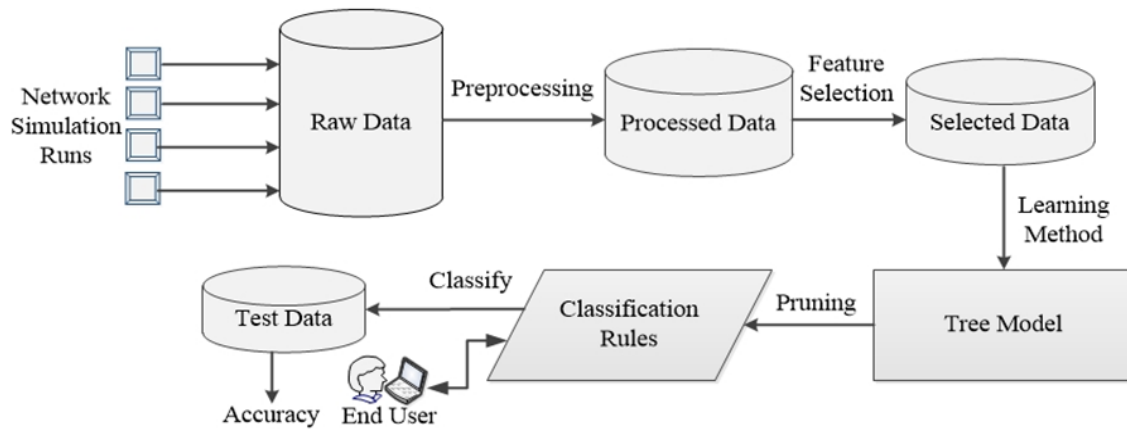 Network
Simulation
Runs
Raw Data
Preprocessing
Processed Data
Feature
Selection
Selected Data
Learning
Method
Tree Model
Pruning
Classification
Rules
Classify
Test Data
Accuracy
End User